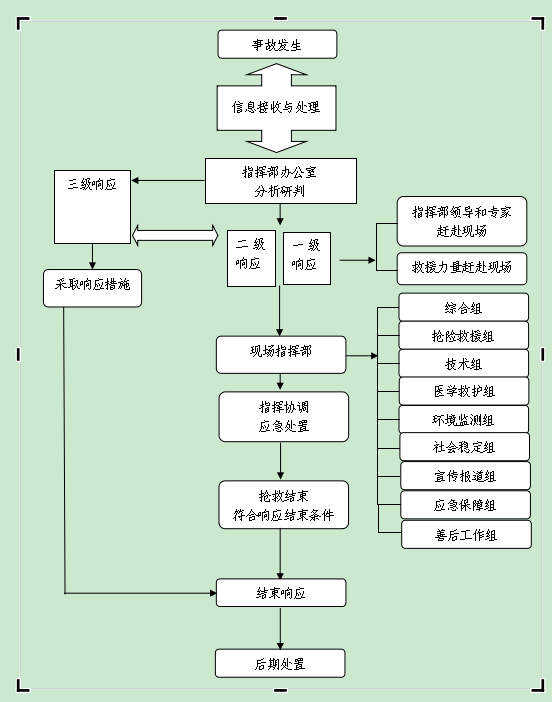 事故发生
信息接收与处理
指挥部办公室
分析研判
三级响应
二 级
响应
一 级
响应
指挥部领导和专家
赶赴现场
救援力量赶赴现场
采取响应措施
综合组
抢险救援组
技术组
医学救护组
环境监测组
社会稳定组
宣传报道组
应急保障组
善后工作组
现场指挥部
指挥协调
应急处置
抢救结束
符合响应结束条件
结束响应
后期处置